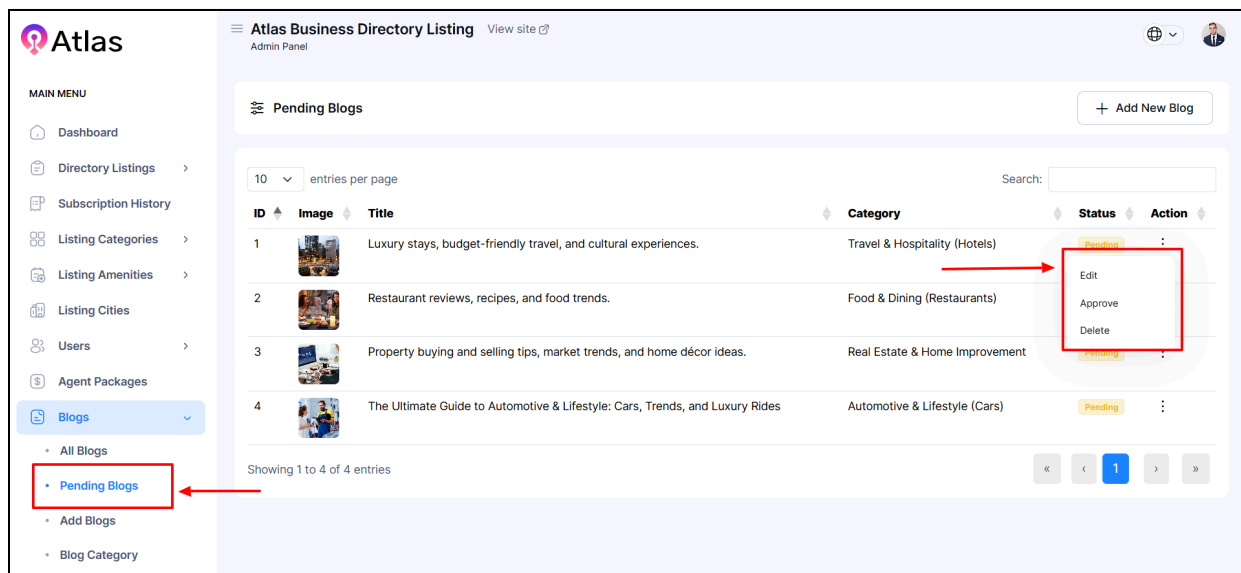 Atlas
Atlas Business Directory Listing View site
Admin Panel
MAIN MENU
Dashboard
Directory Listings
Subscription History
Listing Categories
Listing Amenities
Listing Cities
Users
Agent Packages
Blogs
All Blogs
Pending Blogs
Add Blogs
Blog Category
Pending Blogs
+ Add New Blog
10 entries per page
Search:
ID Image Title Category Status Action
1 Luxury stays, budget-friendly travel, and cultural experiences. Travel & Hospitality (Hotels) Pending
Edit
Approve
Delete
2 Restaurant reviews, recipes, and food trends. Food & Dining (Restaurants)
3 Property buying and selling tips, market trends, and home décor ideas. Real Estate & Home Improvement Pending
4 The Ultimate Guide to Automotive & Lifestyle: Cars, Trends, and Luxury Rides Automotive & Lifestyle (Cars) Pending
Showing 1 to 4 of 4 entries
« ‹ 1 › »